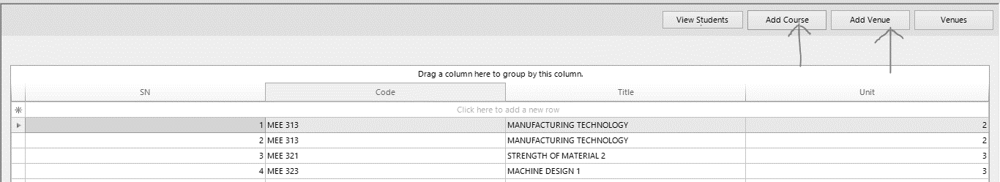 View Students Add Course Add Venue Venues
Drag a column here to group by this column.
SN Code Title Unit
Click here to add a new row
1 MEE 313 MANUFACTURING TECHNOLOGY 2
2 MEE 313 MANUFACTURING TECHNOLOGY 2
3 MEE 321 STRENGTH OF MATERIAL 2 3
4 MEE 323 MACHINE DESIGN 1 3